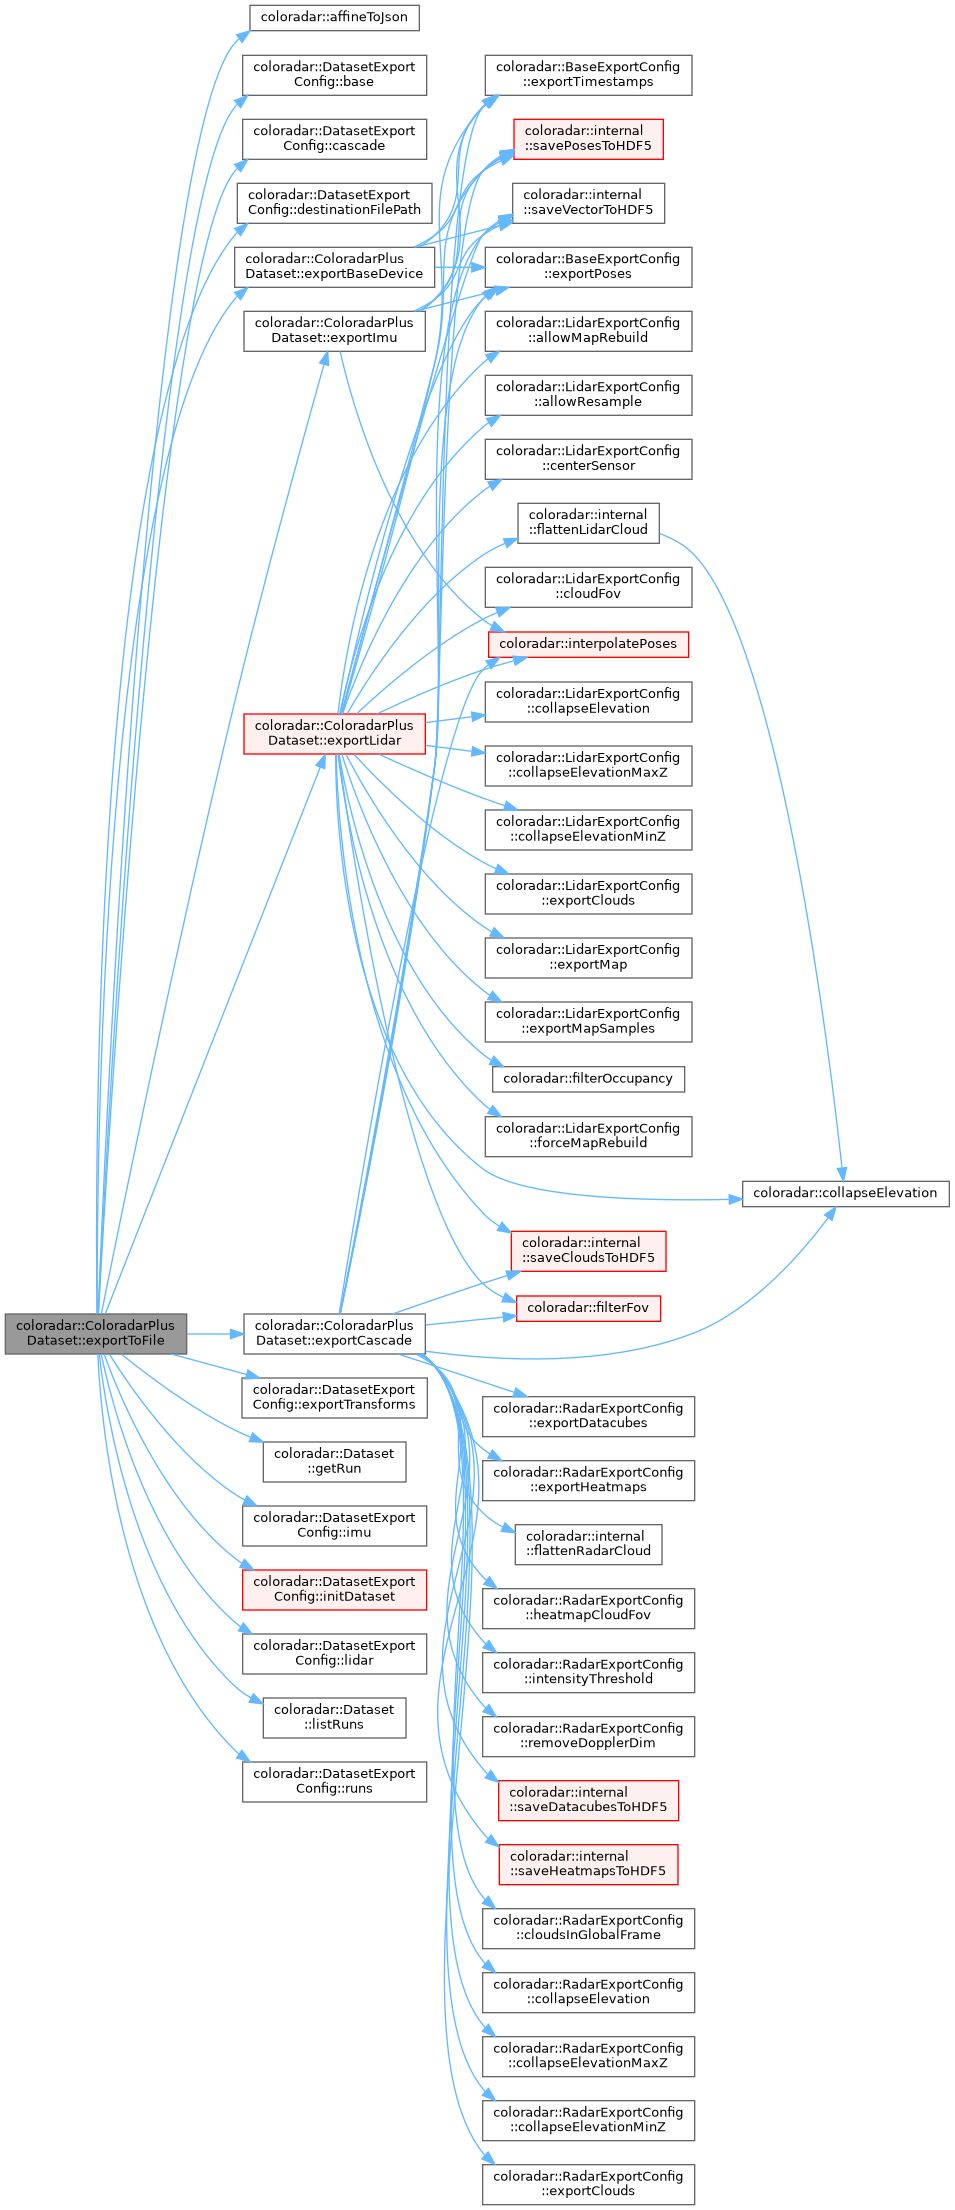 coloradar::affineToJson
coloradar::DatasetExport
Config::base
coloradar::DatasetExport
Config::cascade
coloradar::DatasetExport
Config::destinationFilePath
coloradar::ColoradarPlus
Dataset::exportBaseDevice
coloradar::ColoradarPlus
Dataset::exportImu
coloradar::ColoradarPlus
Dataset::exportLidar
coloradar::ColoradarPlus
Dataset::exportToFile
coloradar::ColoradarPlus
Dataset::exportCascade
coloradar::DatasetExport
Config::exportTransforms
coloradar::Dataset
::getRun
coloradar::DatasetExport
Config::imu
coloradar::DatasetExport
Config::initDataset
coloradar::DatasetExport
Config::lidar
coloradar::Dataset
::listRuns
coloradar::DatasetExport
Config::runs
coloradar::BaseExportConfig
::exportTimestamps
coloradar::internal
::savePosesToHDF5
coloradar::internal
::saveVectorToHDF5
coloradar::BaseExportConfig
::exportPoses
coloradar::LidarExportConfig
::allowMapRebuild
coloradar::LidarExportConfig
::allowResample
coloradar::LidarExportConfig
::centerSensor
coloradar::internal
::flattenLidarCloud
coloradar::LidarExportConfig
::cloudFov
coloradar::interpolatePoses
coloradar::LidarExportConfig
::collapseElevation
coloradar::LidarExportConfig
::collapseElevationMaxZ
coloradar::LidarExportConfig
::collapseElevationMinZ
coloradar::LidarExportConfig
::exportClouds
coloradar::LidarExportConfig
::exportMap
coloradar::LidarExportConfig
::exportMapSamples
coloradar::filterOccupancy
coloradar::LidarExportConfig
::forceMapRebuild
coloradar::collapseElevation
coloradar::internal
::saveCloudsToHDF5
coloradar::filterFov
coloradar::RadarExportConfig
::exportDatacubes
coloradar::RadarExportConfig
::exportHeatmaps
coloradar::internal
::flattenRadarCloud
coloradar::RadarExportConfig
::heatmapCloudFov
coloradar::RadarExportConfig
::intensityThreshold
coloradar::RadarExportConfig
::removeDopplerDim
coloradar::internal
::saveDatacubesToHDF5
coloradar::internal
::saveHeatmapsToHDF5
coloradar::RadarExportConfig
::cloudsInGlobalFrame
coloradar::RadarExportConfig
::collapseElevation
coloradar::RadarExportConfig
::collapseElevationMaxZ
coloradar::RadarExportConfig
::collapseElevationMinZ
coloradar::RadarExportConfig
::exportClouds